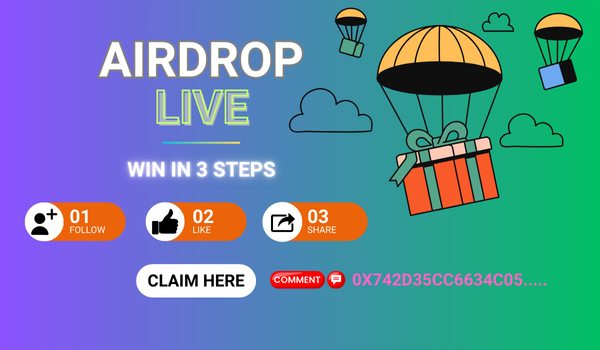 AIRDROP
LIVE
WIN IN 3 STEPS
01
FOLLOW
02
LIKE
03
SHARE
CLAIM HERE
COMMENT
0X742D35CC6634C05.....